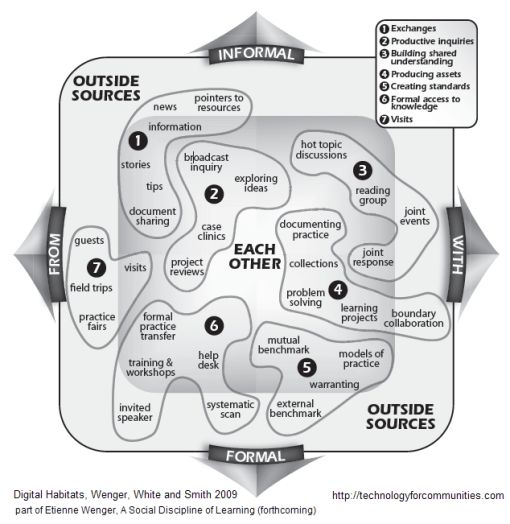 INFORMAL
1 Exchanges
2 Productive inquiries
3 Building shared
understanding
4 Producing assets
5 Creating standards
6 Formal access to
knowledge
7 Visits
OUTSIDE
SOURCES
news
pointers to
resources
information
1
stories
tips
document
sharing
broadcast
inquiry
2
exploring
ideas
case
clinics
project
reviews
hot topic
discussions
3
reading
group
joint
events
joint
response
documenting
practice
collections
4
problem
solving
learning
projects
boundary
collaboration
EACH
OTHER
FROM
WITH
guests
7
visits
field trips
practice
fairs
formal
practice
transfer
6
help
desk
training &
workshops
invited
speaker
systematic
scan
mutual
benchmark
models of
practice
5
warranting
external
benchmark
OUTSIDE
SOURCES
FORMAL
Digital Habitats, Wenger, White and Smith 2009
http://technologyforcommunities.com
part of Etienne Wenger, A Social Discipline of Learning (forthcoming)